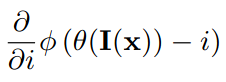 ∂/∂i ϕ (θ(I(x)) − i)